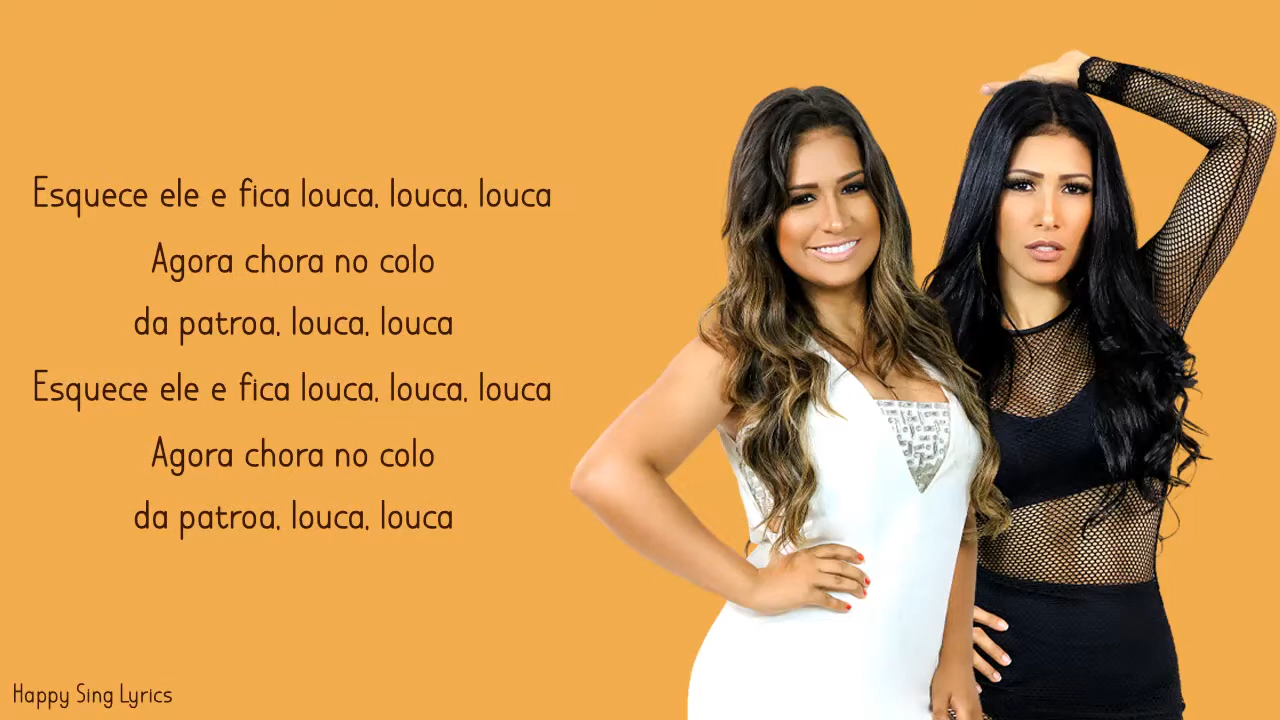 Esquece ele e fica louca, louca, louca
Agora chora no colo
da patroa, louca, louca
Esquece ele e fica louca, louca, louca
Agora chora no colo
da patroa, louca, louca
Happy Sing Lyrics